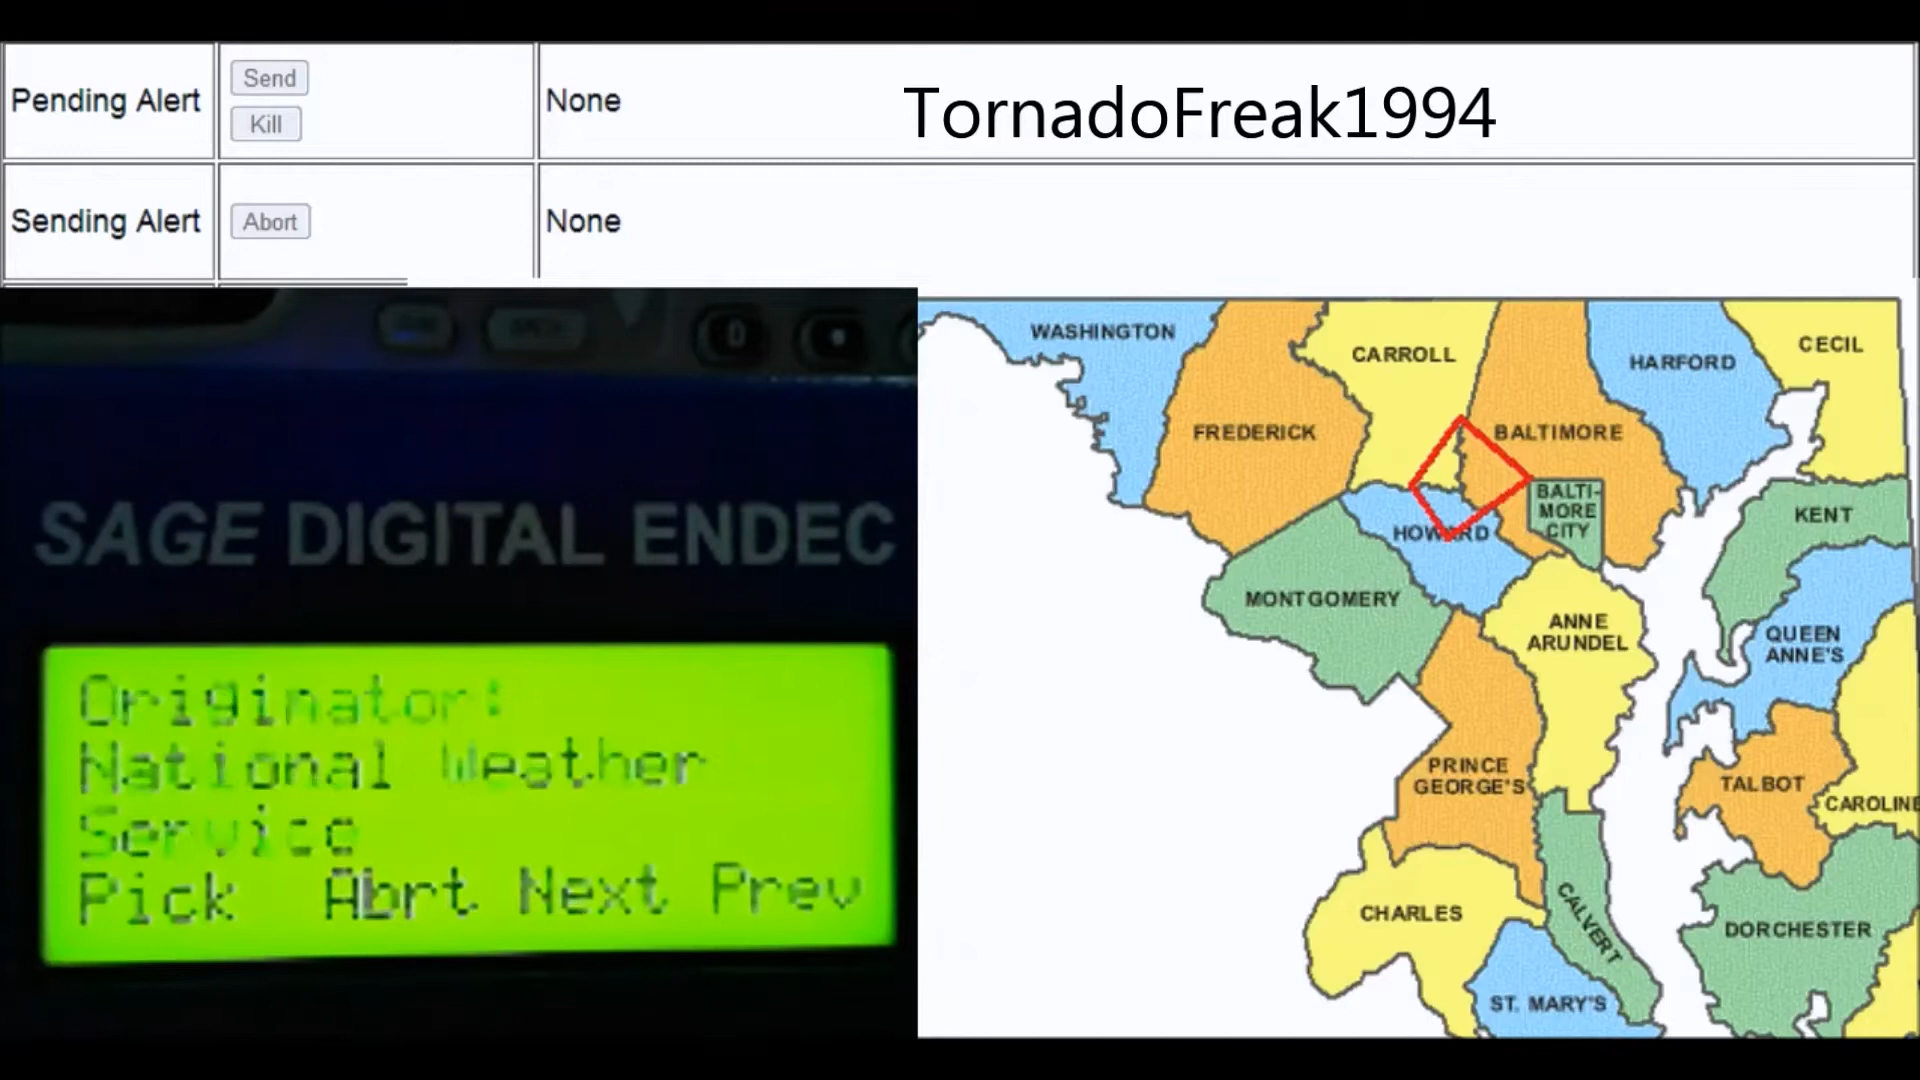 Pending Alert
Send
Kill
None
TornadoFreak1994
Sending Alert
Abort
None
0
SAGE DIGITAL ENDEC
Originator:
National Weather
Service
Pick Abrt Next Prev
WASHINGTON
FREDERICK
CARROLL
BALTIMORE
HARFORD
CECIL
BALTI-
MORE
CITY
HOWARD
KENT
MONTGOMERY
ANNE
ARUNDEL
QUEEN
ANNE'S
PRINCE
GEORGE'S
TALBOT
CAROLINE
CHARLES
CALVERT
DORCHESTER
ST. MARY'S